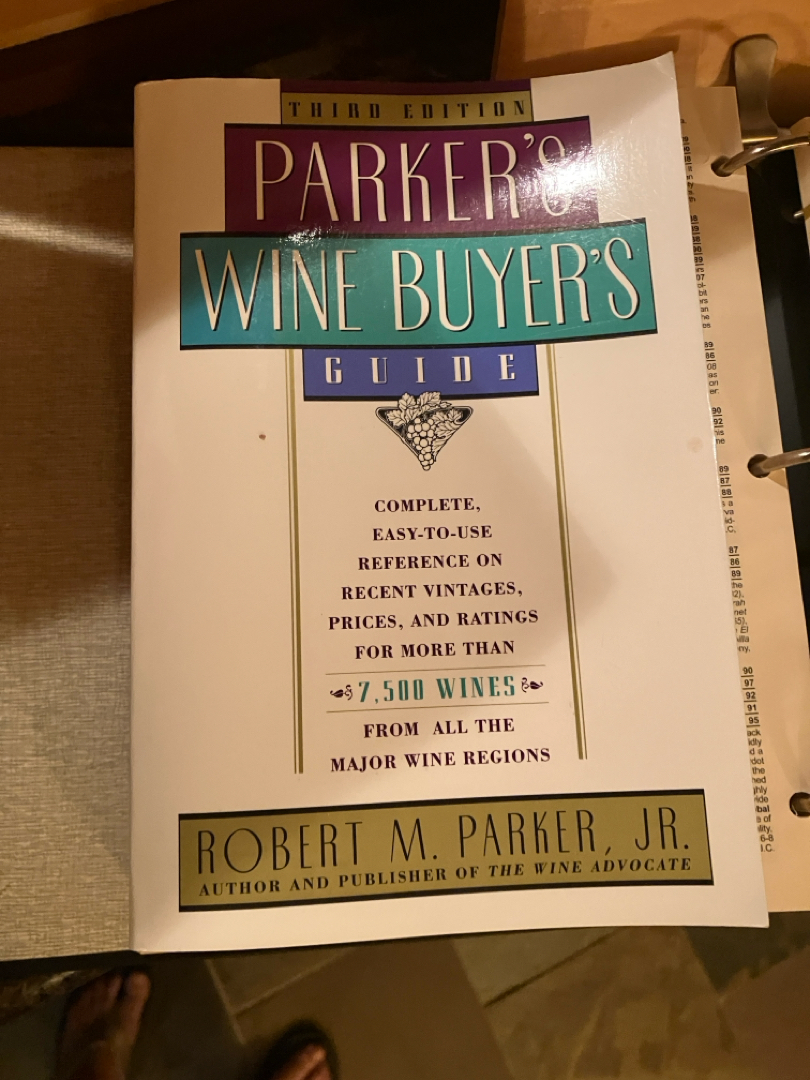 THIRD EDITION
PARKER'S
WINE BUYER'S
GUIDE
COMPLETE,
EASY-TO-USE
REFERENCE ON
RECENT VINTAGES,
PRICES, AND RATINGS
FOR MORE THAN
7,500 WINES
FROM ALL THE
MAJOR WINE REGIONS
ROBERT M. PARKER, JR.
AUTHOR AND PUBLISHER OF THE WINE ADVOCATE